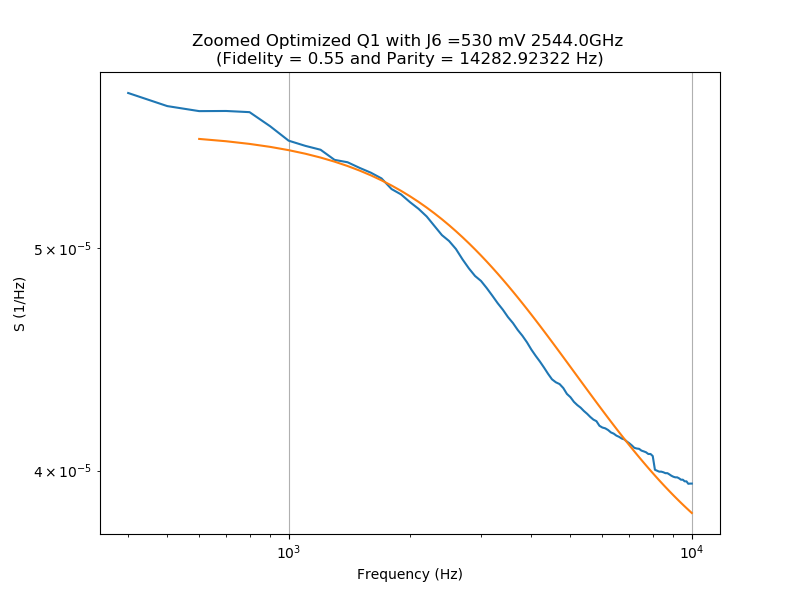 Zoomed Optimized Q1 with J6 =530 mV 2544.0GHz
(Fidelity = 0.55 and Parity = 14282.92322 Hz)
S (1/Hz)
5 × 10⁻⁵
4 × 10⁻⁵
10³
10⁴
Frequency (Hz)